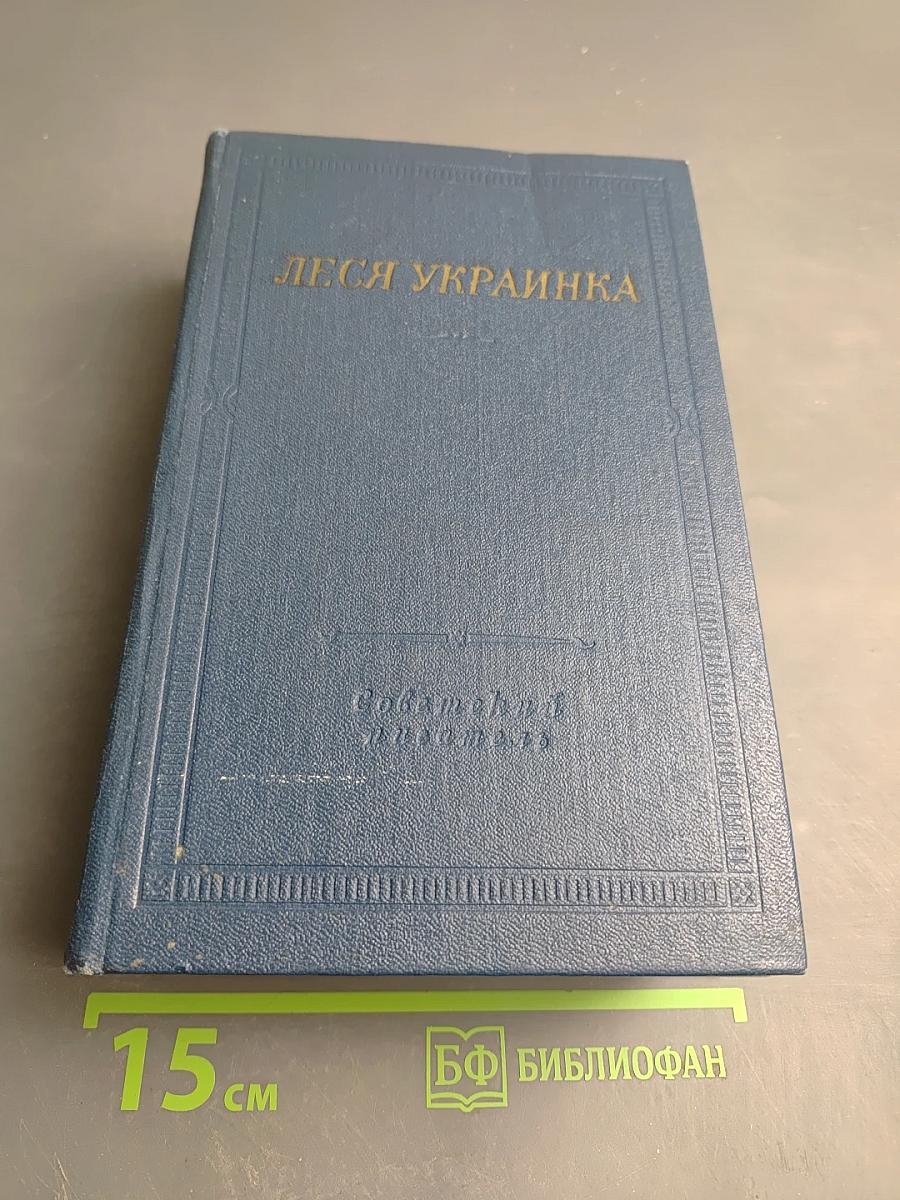 ЛЕСЯ УКРАИНКА
Советский
писатель
15 см
БФ БИБЛИОФАН